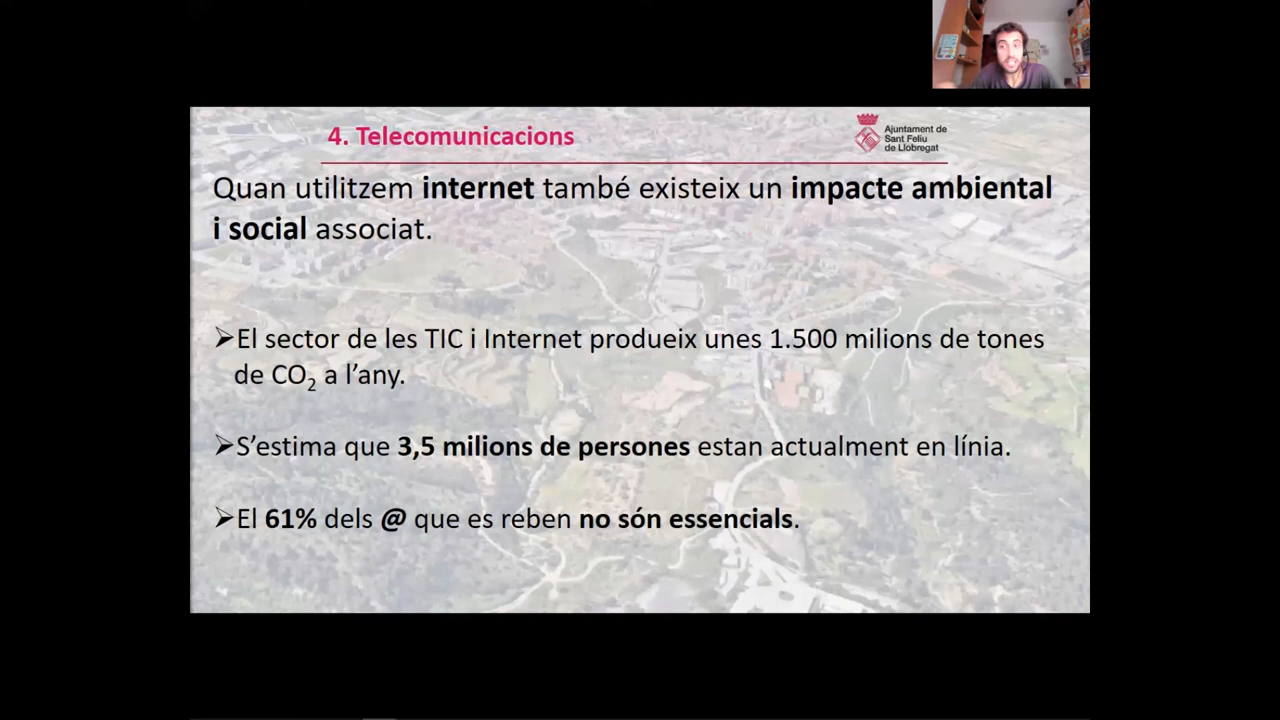 4. Telecomunicacions
Ajuntament de
Sant Feliu
de Llobregat
Quan utilitzem internet també existeix un impacte ambiental
i social associat.
➢El sector de les TIC i Internet produeix unes 1.500 milions de tones
de CO₂ a l’any.
➢S’estima que 3,5 milions de persones estan actualment en línia.
➢El 61% dels @ que es reben no són essencials.